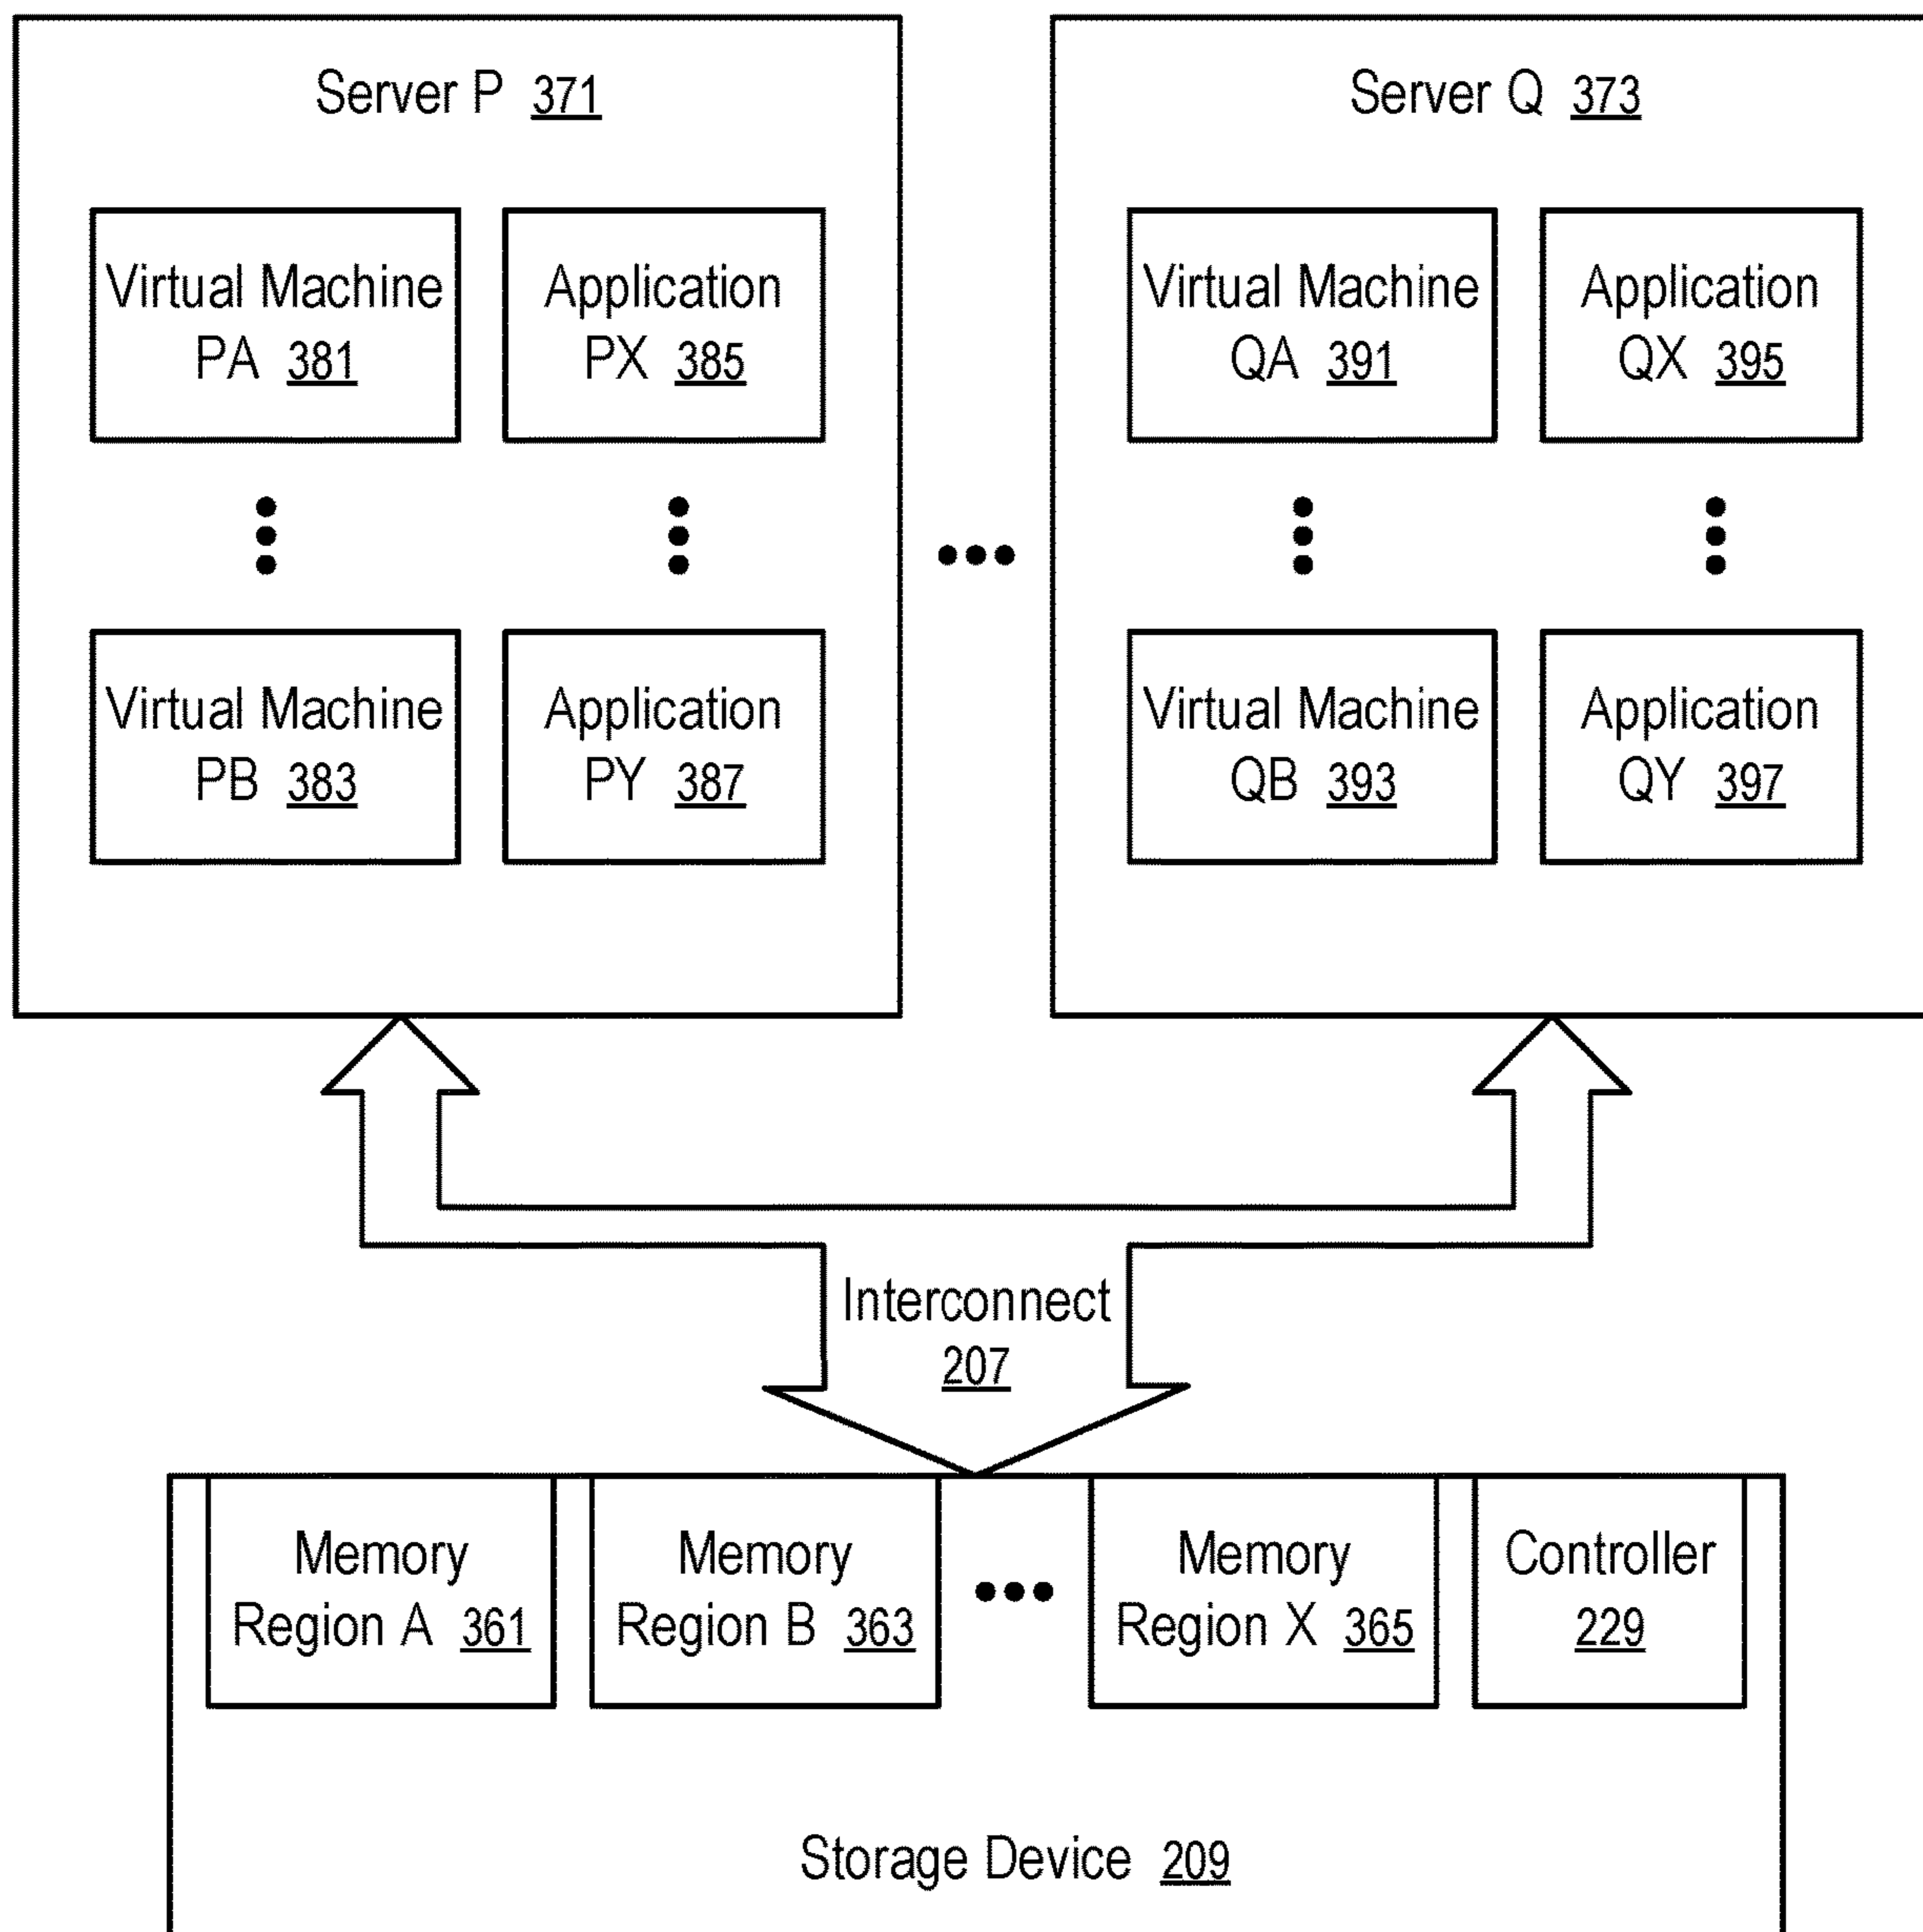 Server P 371
Server Q 373
Virtual Machine
PA 381
Application
PX 385
Virtual Machine
QA 391
Application
QX 395
Virtual Machine
PB 383
Application
PY 387
Virtual Machine
QB 393
Application
QY 397
Interconnect
207
Memory
Region A 361
Memory
Region B 363
Memory
Region X 365
Controller
229
Storage Device 209